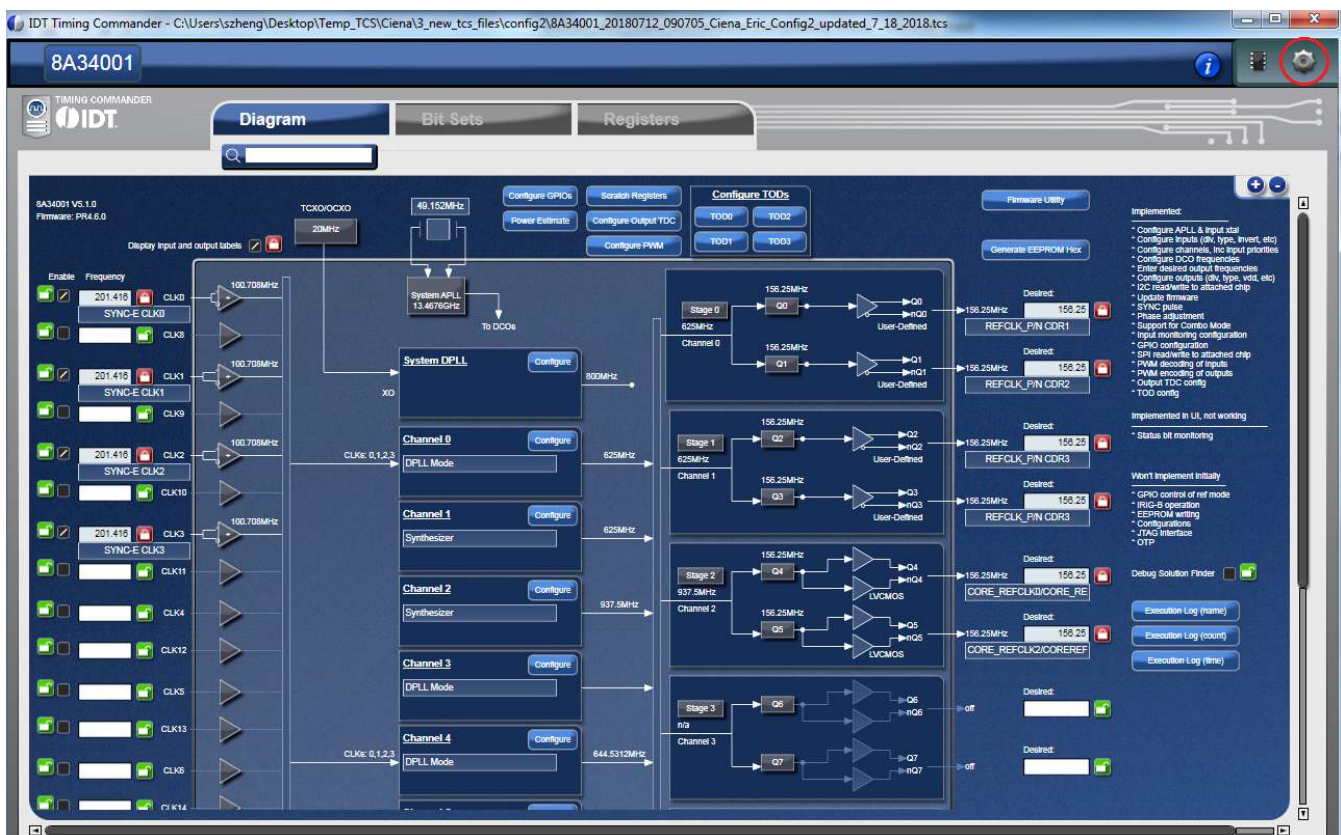 IDT Timing Commander - C:\Users\szheng\Desktop\Temp_TCS\Ciena\3_new_tcs_files\config2\8A34001_20180712_090705_Ciena_Eric_Config2_updated_7_18_2018.tcs
8A34001
TIMING COMMANDER
IDT
Diagram
Bit Sets
Registers
8A34001 V5.1.0
Firmware: PR4.6.0
Display input and output labels
TCXO/OCXO
20MHz
49.152MHz
System APLL
13.4676GHz
To DCOs
Configure GPIOs
Scratch Registers
Power Estimate
Configure Output TDC
Configure PWM
Configure TODs
TOD0
TOD2
TOD1
TOD3
Firmware Utility
Generate EEPROM Hex
Enable
Frequency
201.416
CLK0
100.708MHz
SYNC-E CLK0
CLK8
201.416
CLK1
100.708MHz
SYNC-E CLK1
CLK9
201.416
CLK2
100.708MHz
SYNC-E CLK2
CLK10
201.416
CLK3
100.708MHz
SYNC-E CLK3
CLK11
CLK4
CLK12
CLK5
CLK13
CLK6
CLK14
System DPLL
Configure
XO
800MHz
Channel 0
Configure
CLKs: 0,1,2,3
DPLL Mode
625MHz
Channel 1
Configure
Synthesizer
625MHz
Channel 2
Configure
Synthesizer
937.5MHz
Channel 3
Configure
DPLL Mode
Channel 4
Configure
CLKs: 0,1,2,3
DPLL Mode
644.5312MHz
Stage 0
625MHz
Channel 0
156.25MHz
Q0
Q0
nQ0
User-Defined
156.25MHz
Desired:
156.25
REFCLK_P/N CDR1
156.25MHz
Q1
Q1
nQ1
User-Defined
156.25MHz
Desired:
156.25
REFCLK_P/N CDR2
Stage 1
625MHz
Channel 1
156.25MHz
Q2
Q2
nQ2
User-Defined
156.25MHz
Desired:
156.25
REFCLK_P/N CDR3
156.25MHz
Q3
Q3
nQ3
User-Defined
156.25MHz
Desired:
156.25
REFCLK_P/N CDR3
Stage 2
937.5MHz
Channel 2
156.25MHz
Q4
Q4
nQ4
LVCMOS
156.25MHz
Desired:
156.25
CORE_REFCLK0/CORE_RE
156.25MHz
Q5
Q5
nQ5
LVCMOS
156.25MHz
Desired:
156.25
CORE_REFCLK2/COREREF
Stage 3
n/a
Channel 3
Q6
Q6
nQ6
off
Desired:
Q7
Q7
nQ7
off
Desired:
Implemented:
* Configure APLL & input xtal
* Configure inputs (div, type, invert, etc)
* Configure channels, inc input priorities
* Configure DCO frequencies
* Enter desired output frequencies
* Configure outputs (div, type, vdd, etc)
* I2C read/write to attached chip
* Update firmware
* SYNC pulse
* Phase adjustment
* Support for Combo Mode
* Input monitoring configuration
* GPIO configuration
* SPI read/write to attached chip
* PWM decoding of inputs
* PWM encoding of outputs
* Output TDC config
* TOD config
Implemented in UI, not working
* Status bit monitoring
Won't implement initially
* GPIO control of ref mode
* IRIG-B operation
* EEPROM writing
* Configurations
* JTAG interface
* OTP
Debug Solution Finder
Execution Log (name)
Execution Log (count)
Execution Log (time)